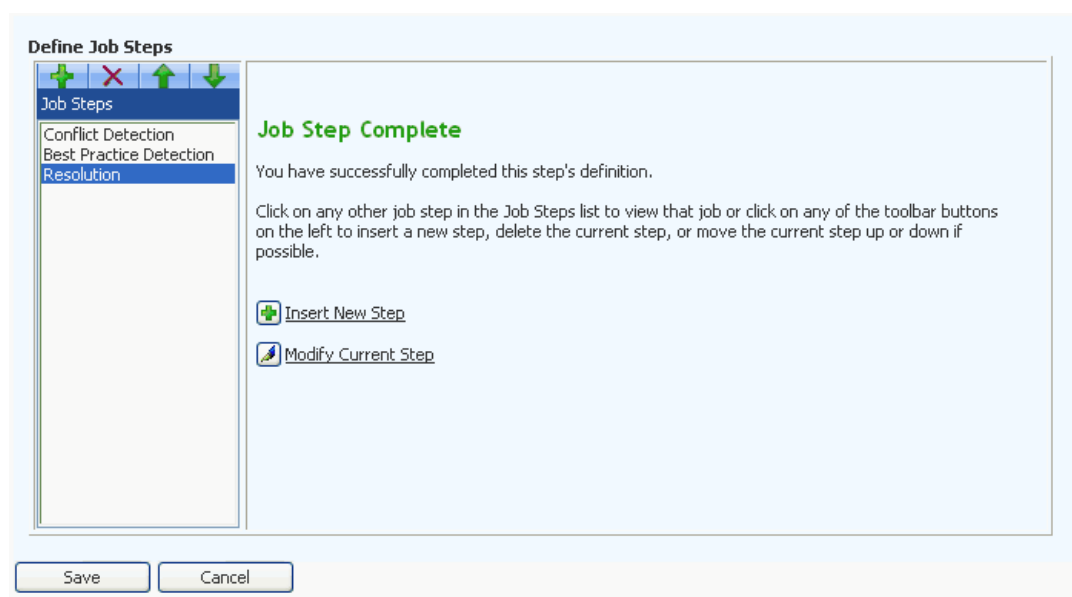 Define Job Steps
Job Steps
Conflict Detection
Best Practice Detection
Resolution
Job Step Complete
You have successfully completed this step's definition.
Click on any other job step in the Job Steps list to view that job or click on any of the toolbar buttons
on the left to insert a new step, delete the current step, or move the current step up or down if
possible.
Insert New Step
Modify Current Step
Save
Cancel